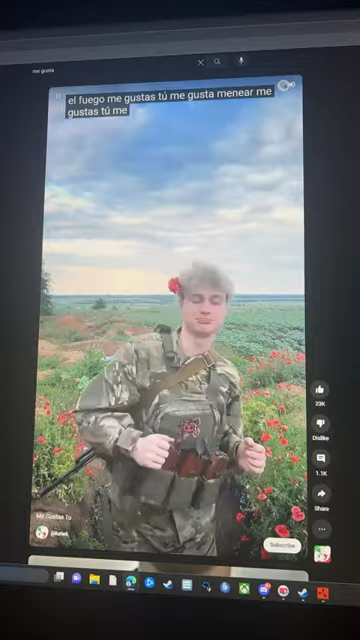 me gusta
el fuego me gustas tú me gusta menear me
gustas tú me
23K
Dislike
1.1K
Share
Me Gustas Tu
Subscribe